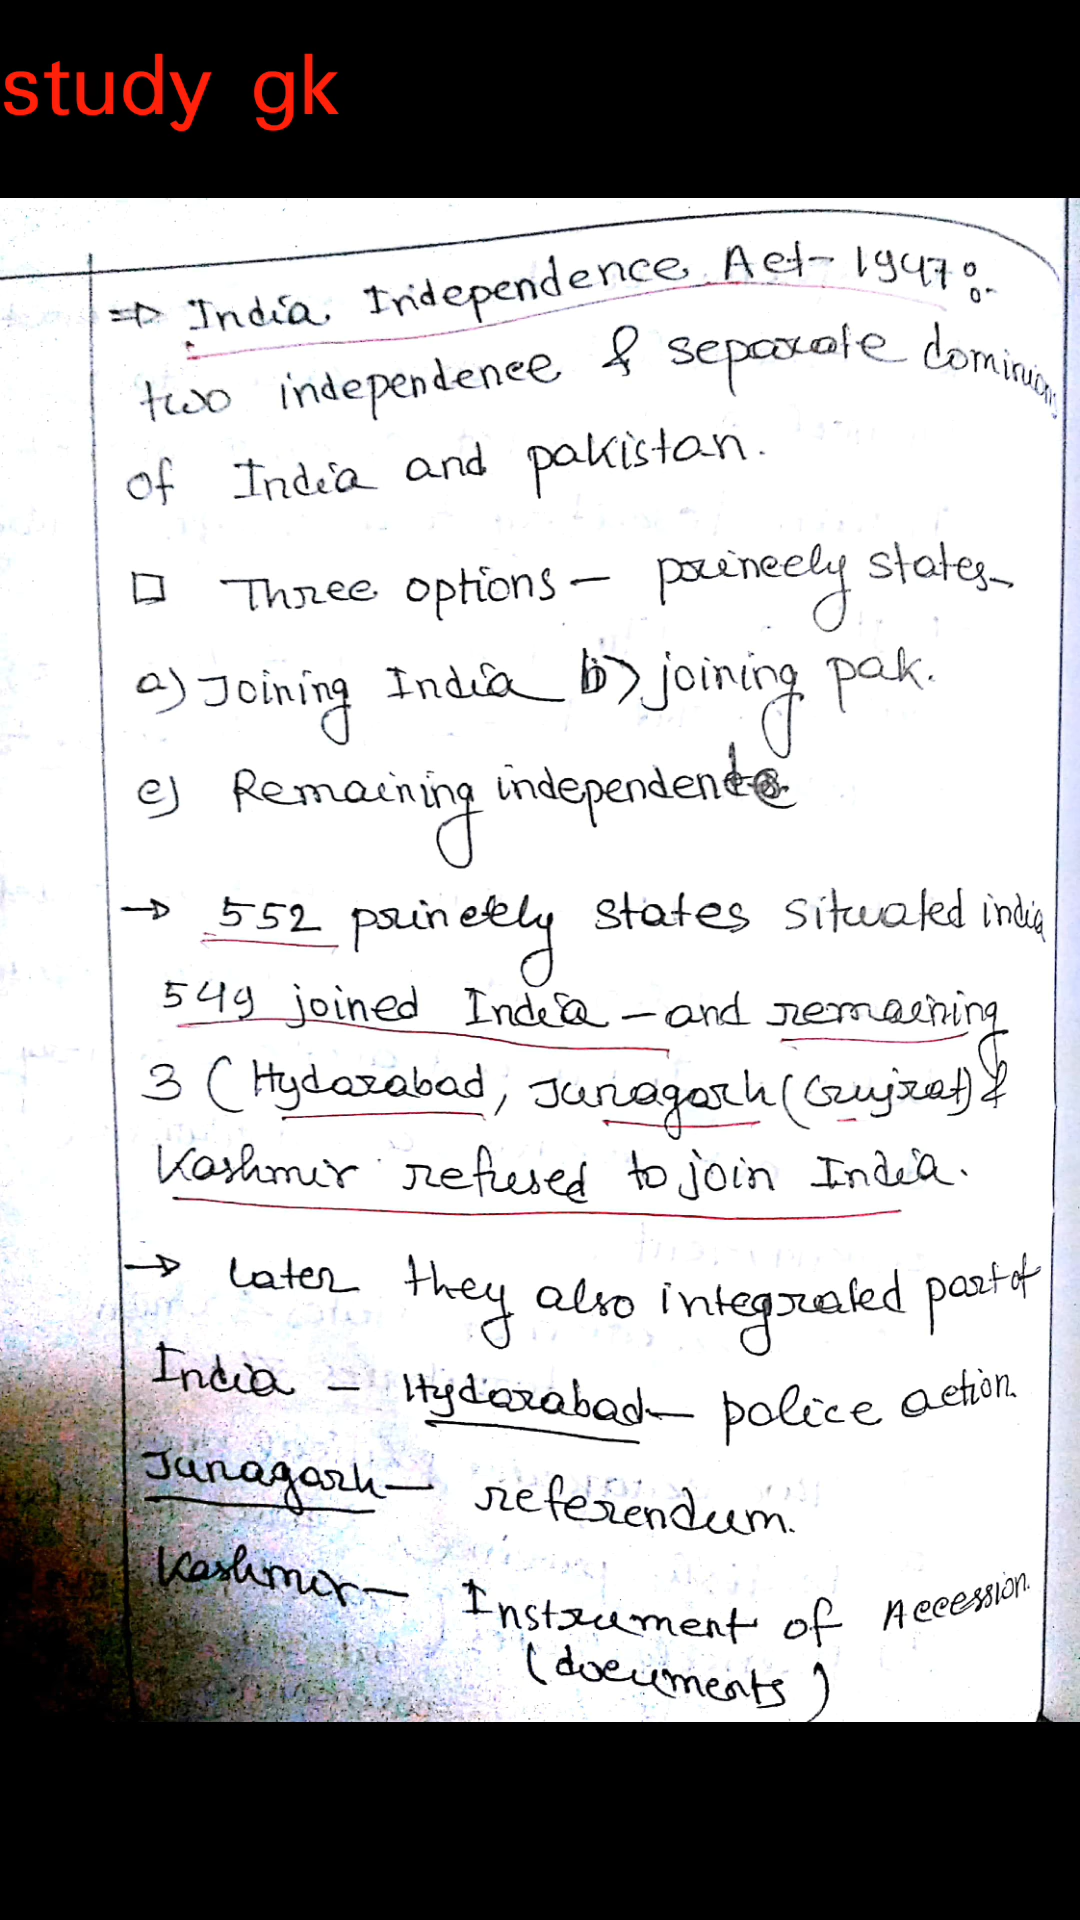 study gk
⇒ India Independence Act - 1947 :-
two independence & separate dominions
of India and pakistan.
□ Three options - princely states-
a) Joining India b) joining pak.
c) Remaining independent
→ 552 princely states situated india
549 joined India - and remaining
3 (Hydarabad, Junagarh (Gujrat) &
Kashmir refused to join India.
→ Later they also integrated part of
India - Hydarabad - police action.
Junagarh - referendum.
Kashmir - Instrument of Accession.
(documents)